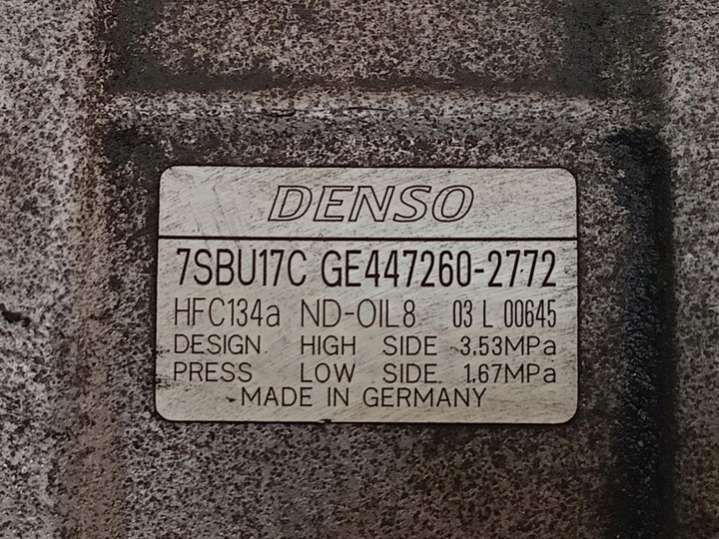 DENSO
7SBU17C GE447260-2772
HFC134a ND-OIL8 03 L 00645
DESIGN HIGH SIDE 3.53MPa
PRESS LOW SIDE 1.67MPa
MADE IN GERMANY